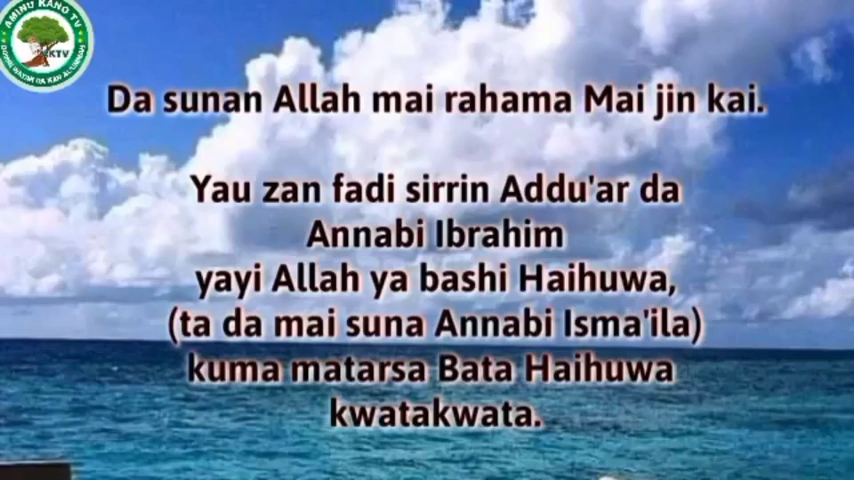 AMINU KANO TV
AKTV
Da sunan Allah mai rahama Mai jin kai.
Yau zan fadi sirrin Addu'ar da
Annabi Ibrahim
yayi Allah ya bashi Haihuwa,
(ta da mai suna Annabi Isma'ila)
kuma matarsa Bata Haihuwa
kwatakwata.